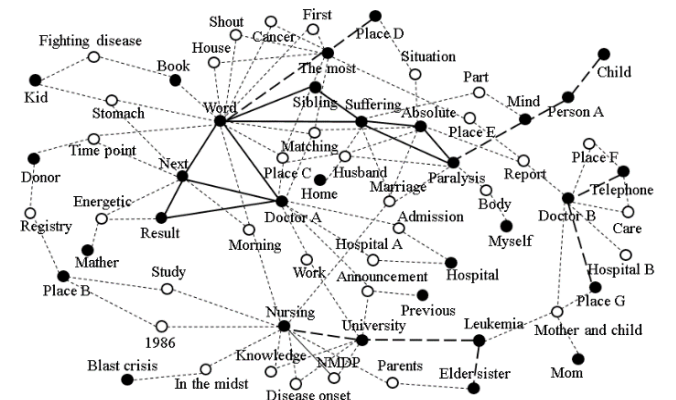 First
Shout
Cancer
Place D
Fighting disease
House
Situation
Book
The most
Child
Kid
Part
Stomach
Word
Sibling
Suffering
Absolute
Mind
Person A
Place E
Time point
Matching
Place F
Next
Place C
Husband
Paralysis
Report
Donor
Home
Marriage
Telephone
Energetic
Doctor A
Body
Doctor B
Registry
Result
Admission
Care
Morning
Myself
Mather
Hospital A
Place B
Study
Work
Announcement
Hospital
Hospital B
Place G
Nursing
Previous
1986
University
Leukemia
Mother and child
Knowledge
NMDP
Parents
Blast crisis
In the midst
Elder sister
Mom
Disease onset